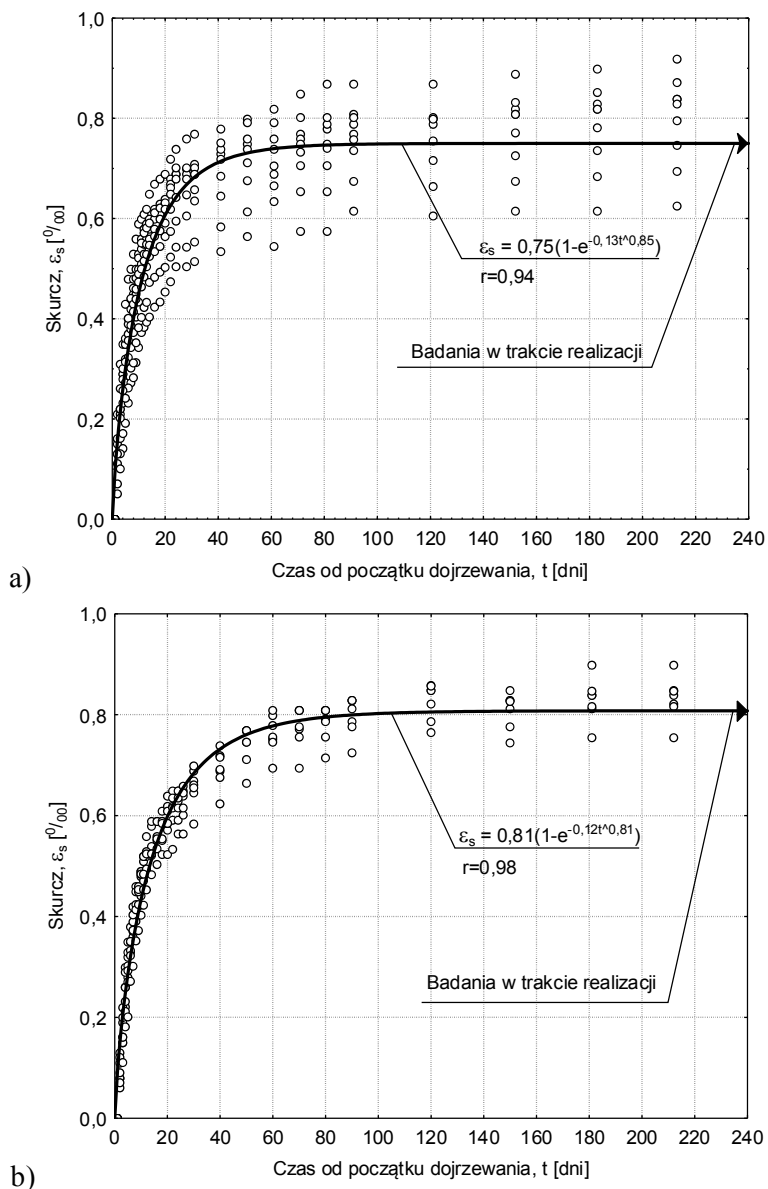 1,0
0,8
0,6
0,4
0,2
0,0
Skurcz, εs [0/00]
εs = 0,75(1-e-0,13t^0,85)
r=0,94
Badania w trakcie realizacji
0 20 40 60 80 100 120 140 160 180 200 220 240
Czas od początku dojrzewania, t [dni]
a)
1,0
0,8
0,6
0,4
0,2
0,0
Skurcz, εs [0/00]
εs = 0,81(1-e-0,12t^0,81)
r=0,98
Badania w trakcie realizacji
0 20 40 60 80 100 120 140 160 180 200 220 240
Czas od początku dojrzewania, t [dni]
b)